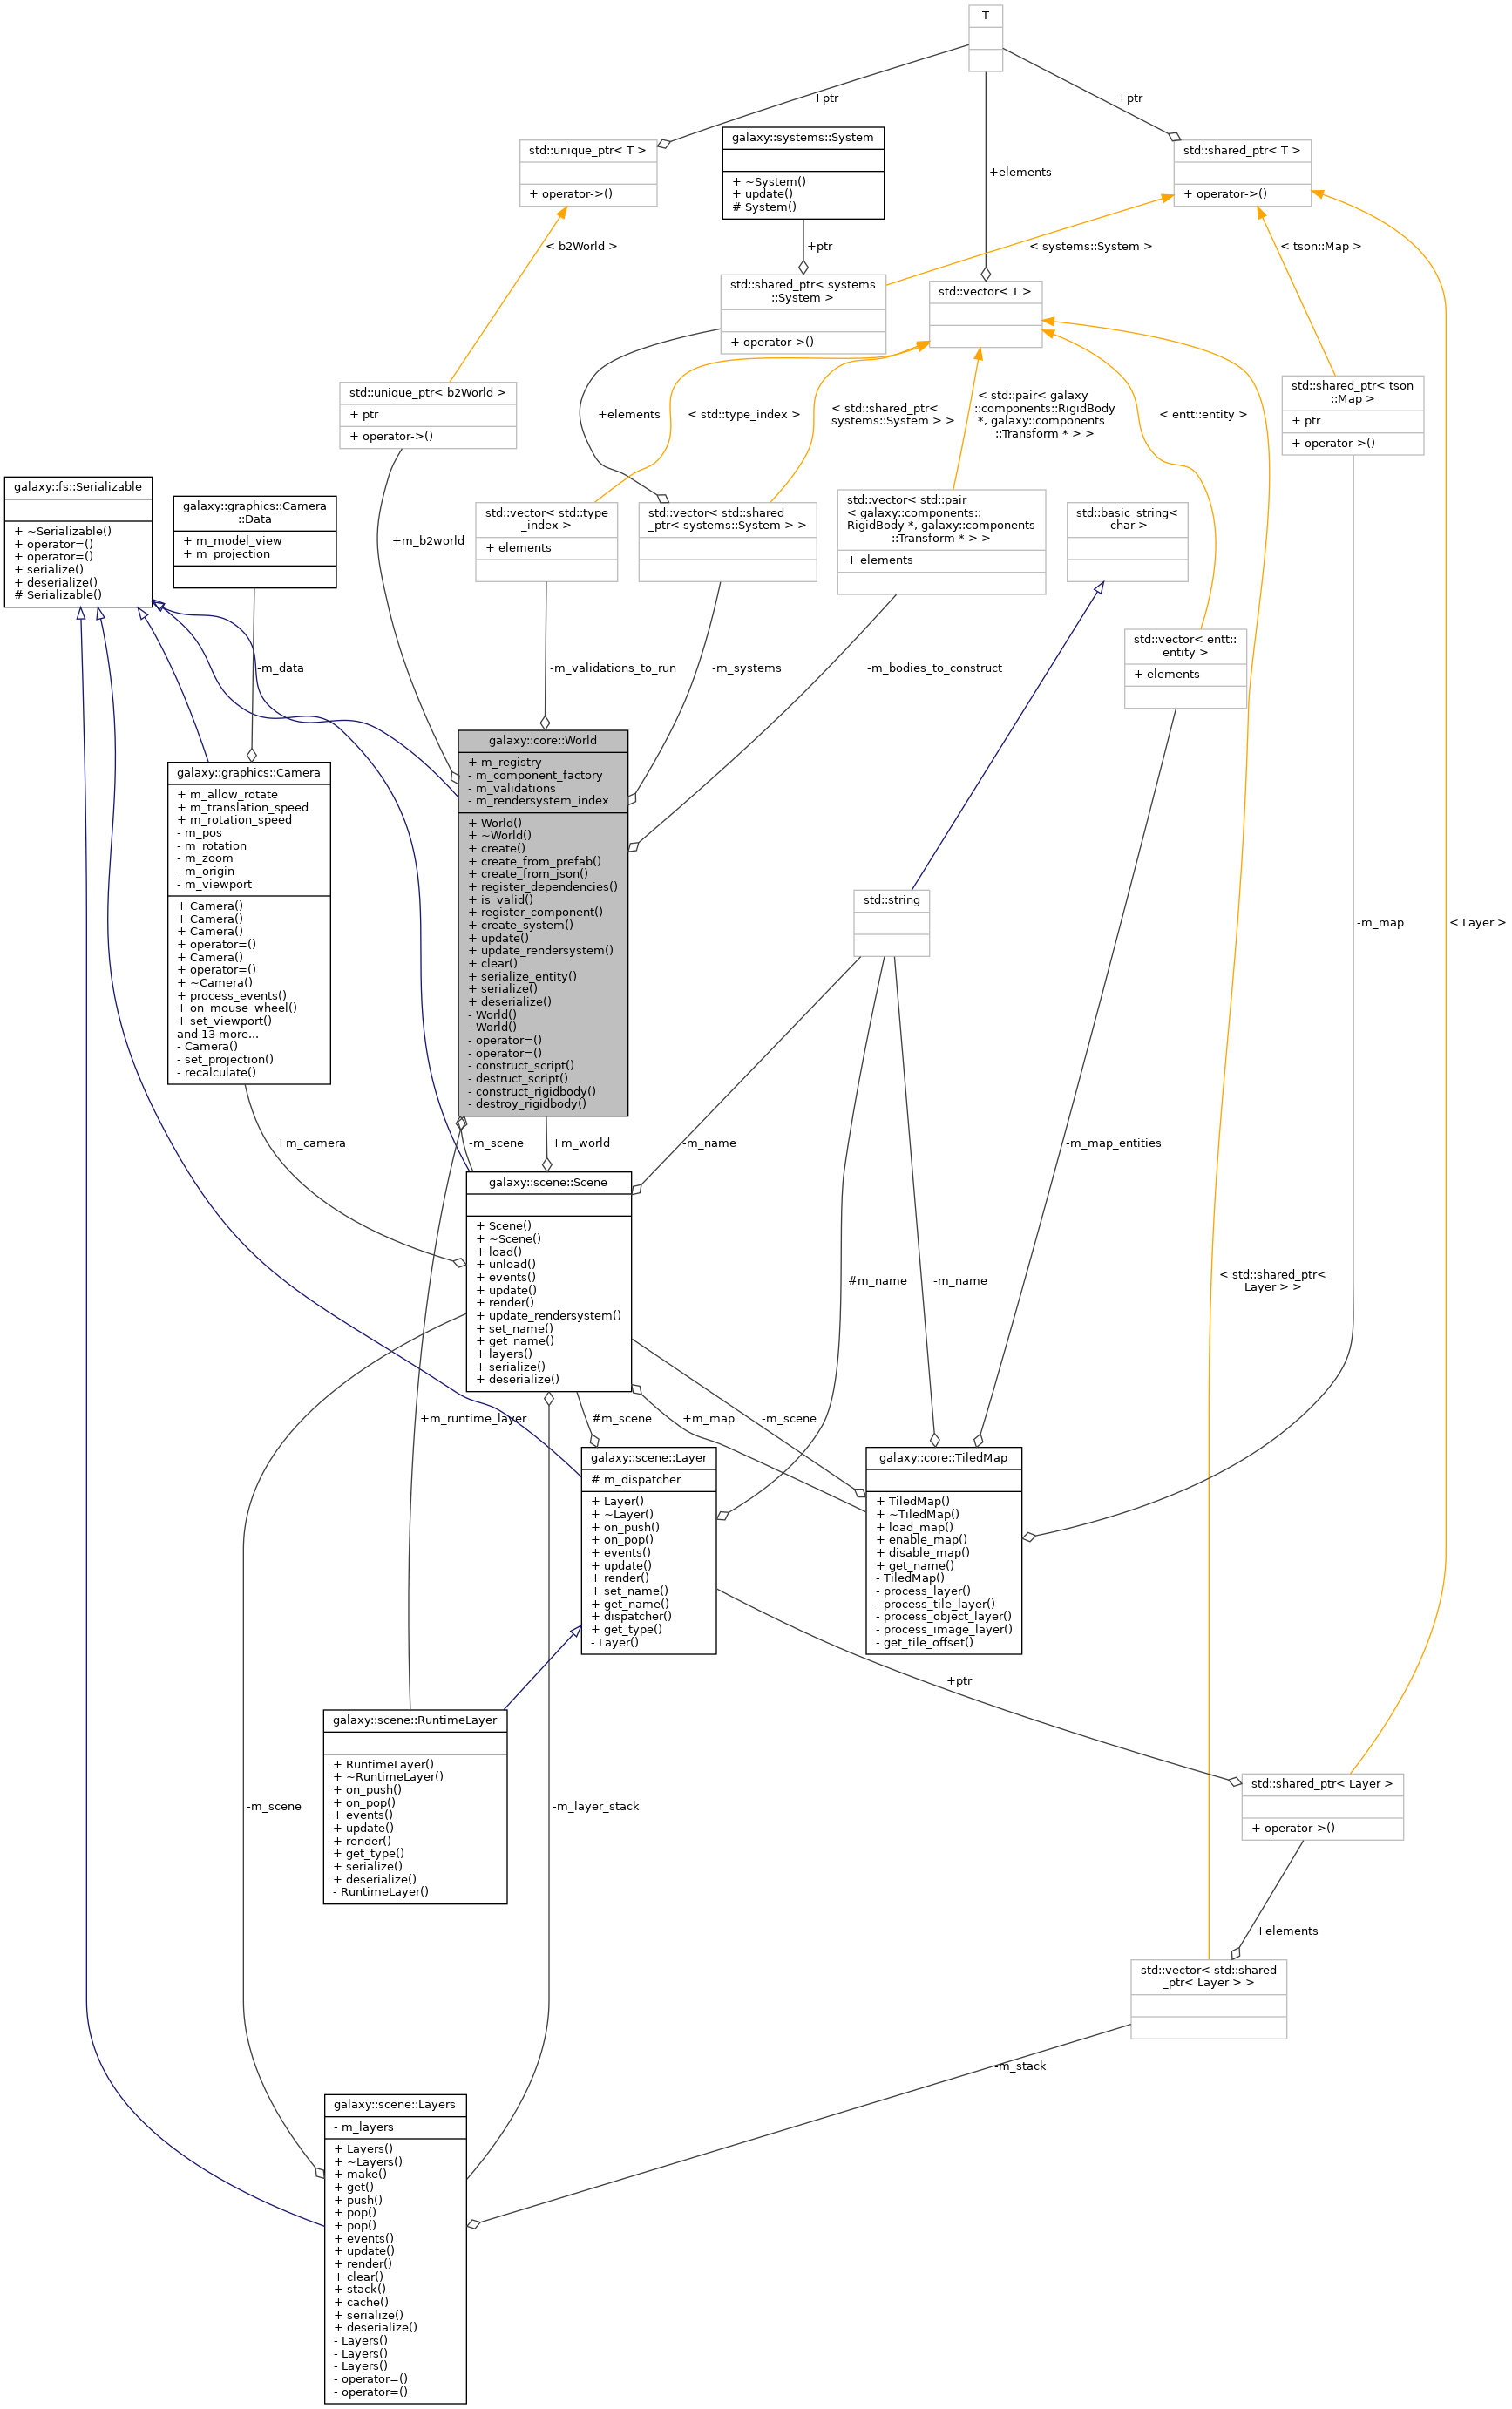 T
+ptr
+ptr
galaxy::systems::System
+ ~System()
+ update()
# System()
std::unique_ptr< T >
+ operator->()
std::shared_ptr< T >
+ operator->()
+elements
< b2World >
+ptr
< systems::System >
< tson::Map >
std::shared_ptr< systems
::System >
+ operator->()
std::vector< T >
std::unique_ptr< b2World >
+ ptr
+ operator->()
std::shared_ptr< tson
::Map >
+ ptr
+ operator->()
+elements
< std::type_index >
< std::shared_ptr<
systems::System > >
< std::pair< galaxy
::components::RigidBody
*, galaxy::components
::Transform * > >
< entt::entity >
galaxy::fs::Serializable
+ ~Serializable()
+ operator=()
+ operator=()
+ serialize()
+ deserialize()
# Serializable()
galaxy::graphics::Camera
::Data
+ m_model_view
+ m_projection
+m_b2world
std::vector< std::type
_index >
+ elements
std::vector< std::shared
_ptr< systems::System > >
std::vector< std::pair
< galaxy::components::
RigidBody *, galaxy::components
::Transform * > >
+ elements
std::basic_string<
char >
std::vector< entt::
entity >
+ elements
-m_data
-m_validations_to_run
-m_systems
-m_bodies_to_construct
galaxy::core::World
+ m_registry
- m_component_factory
- m_validations
- m_rendersystem_index
+ World()
+ ~World()
+ create()
+ create_from_prefab()
+ create_from_json()
+ register_dependencies()
+ is_valid()
+ register_component()
+ create_system()
+ update()
+ update_rendersystem()
+ clear()
+ serialize_entity()
+ serialize()
+ deserialize()
- World()
- World()
- operator=()
- operator=()
- construct_script()
- destruct_script()
- construct_rigidbody()
- destroy_rigidbody()
galaxy::graphics::Camera
+ m_allow_rotate
+ m_translation_speed
+ m_rotation_speed
- m_pos
- m_rotation
- m_zoom
- m_origin
- m_viewport
+ Camera()
+ Camera()
+ Camera()
+ operator=()
+ Camera()
+ operator=()
+ ~Camera()
+ process_events()
+ on_mouse_wheel()
+ set_viewport()
and 13 more...
- Camera()
- set_projection()
- recalculate()
std::string
-m_map
< Layer >
+m_camera
-m_scene
+m_world
-m_name
-m_map_entities
galaxy::scene::Scene
+ Scene()
+ ~Scene()
+ load()
+ unload()
+ events()
+ update()
+ render()
+ update_rendersystem()
+ set_name()
+ get_name()
+ layers()
+ serialize()
+ deserialize()
#m_name
-m_name
< std::shared_ptr<
Layer > >
+m_runtime_layer
#m_scene
+m_map
-m_scene
galaxy::scene::Layer
# m_dispatcher
+ Layer()
+ ~Layer()
+ on_push()
+ on_pop()
+ events()
+ update()
+ render()
+ set_name()
+ get_name()
+ dispatcher()
+ get_type()
- Layer()
galaxy::core::TiledMap
+ TiledMap()
+ ~TiledMap()
+ load_map()
+ enable_map()
+ disable_map()
+ get_name()
- TiledMap()
- process_layer()
- process_tile_layer()
- process_object_layer()
- process_image_layer()
- get_tile_offset()
+ptr
galaxy::scene::RuntimeLayer
+ RuntimeLayer()
+ ~RuntimeLayer()
+ on_push()
+ on_pop()
+ events()
+ update()
+ render()
+ get_type()
+ serialize()
+ deserialize()
- RuntimeLayer()
-m_scene
-m_layer_stack
std::shared_ptr< Layer >
+ operator->()
+elements
std::vector< std::shared
_ptr< Layer > >
-m_stack
galaxy::scene::Layers
- m_layers
+ Layers()
+ ~Layers()
+ make()
+ get()
+ push()
+ pop()
+ pop()
+ events()
+ update()
+ render()
+ clear()
+ stack()
+ cache()
+ serialize()
+ deserialize()
- Layers()
- Layers()
- Layers()
- operator=()
- operator=()